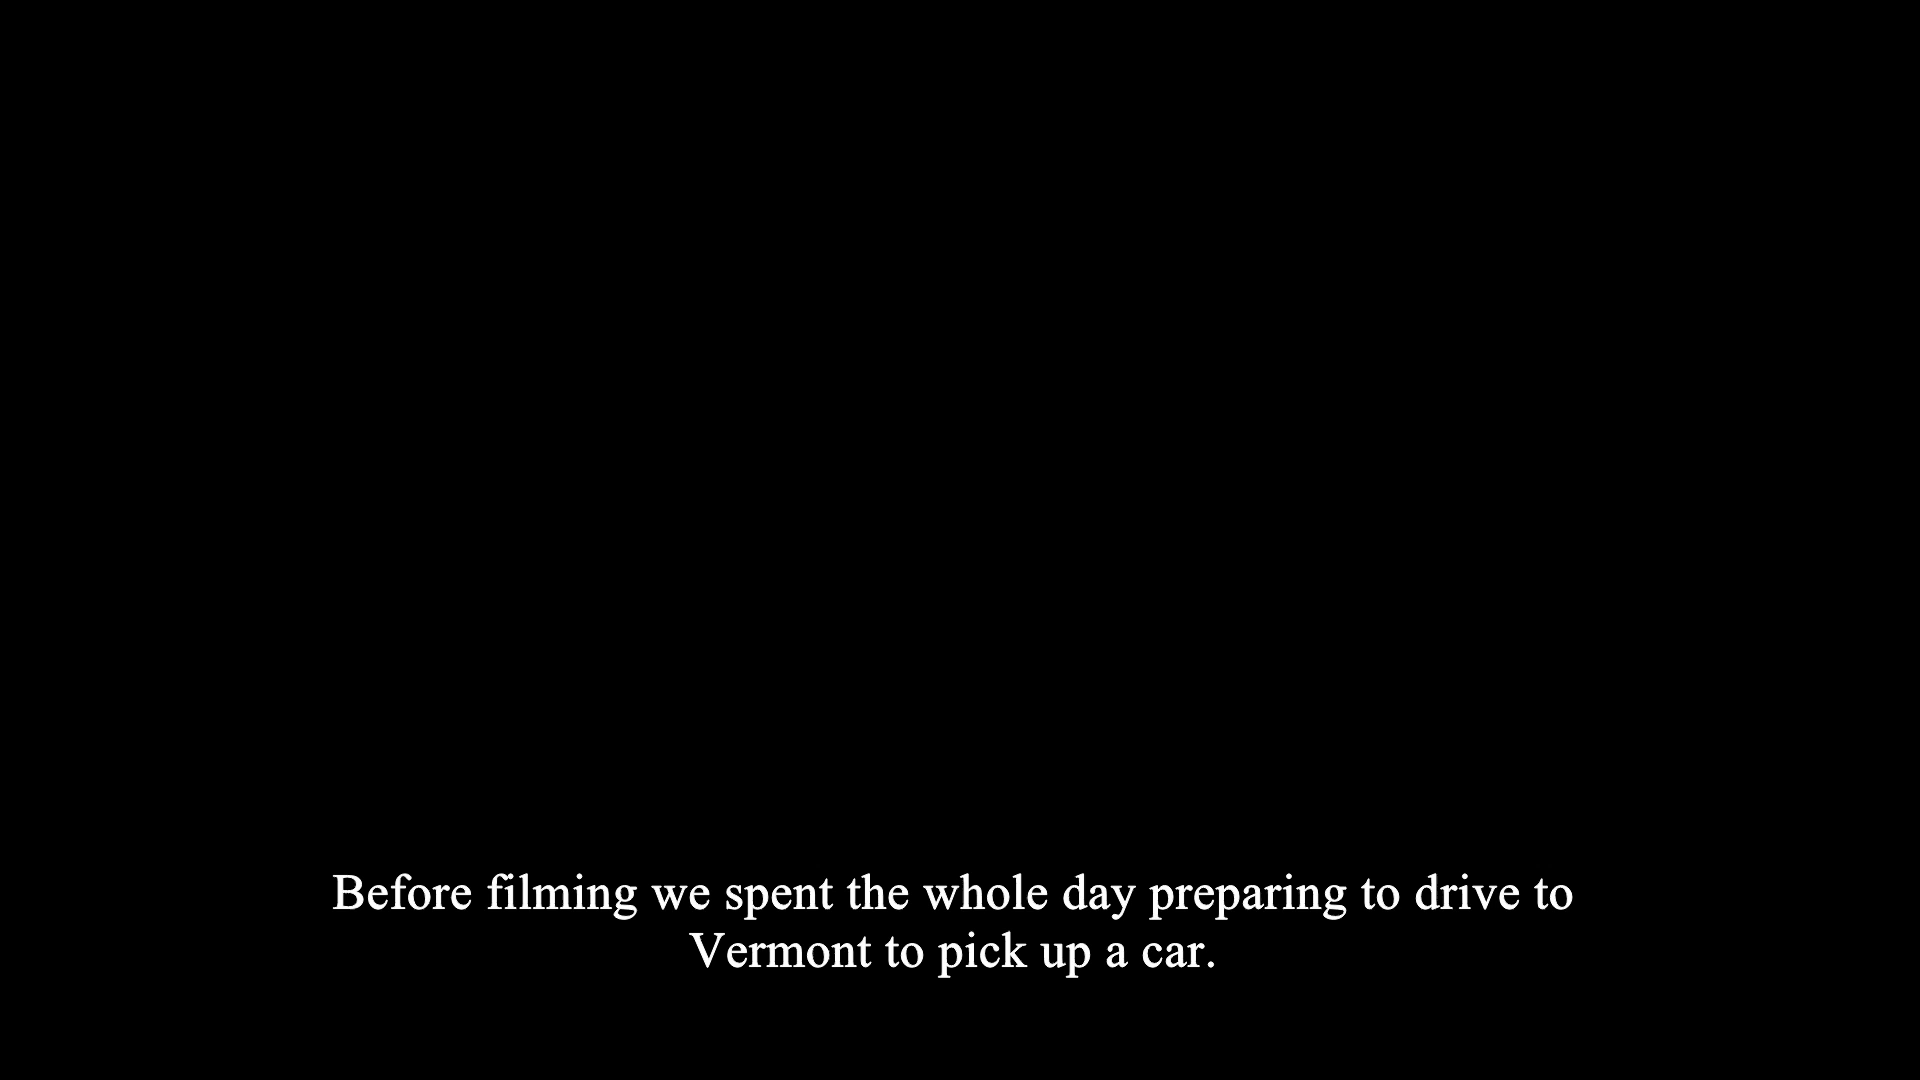 Before filming we spent the whole day preparing to drive to
Vermont to pick up a car.